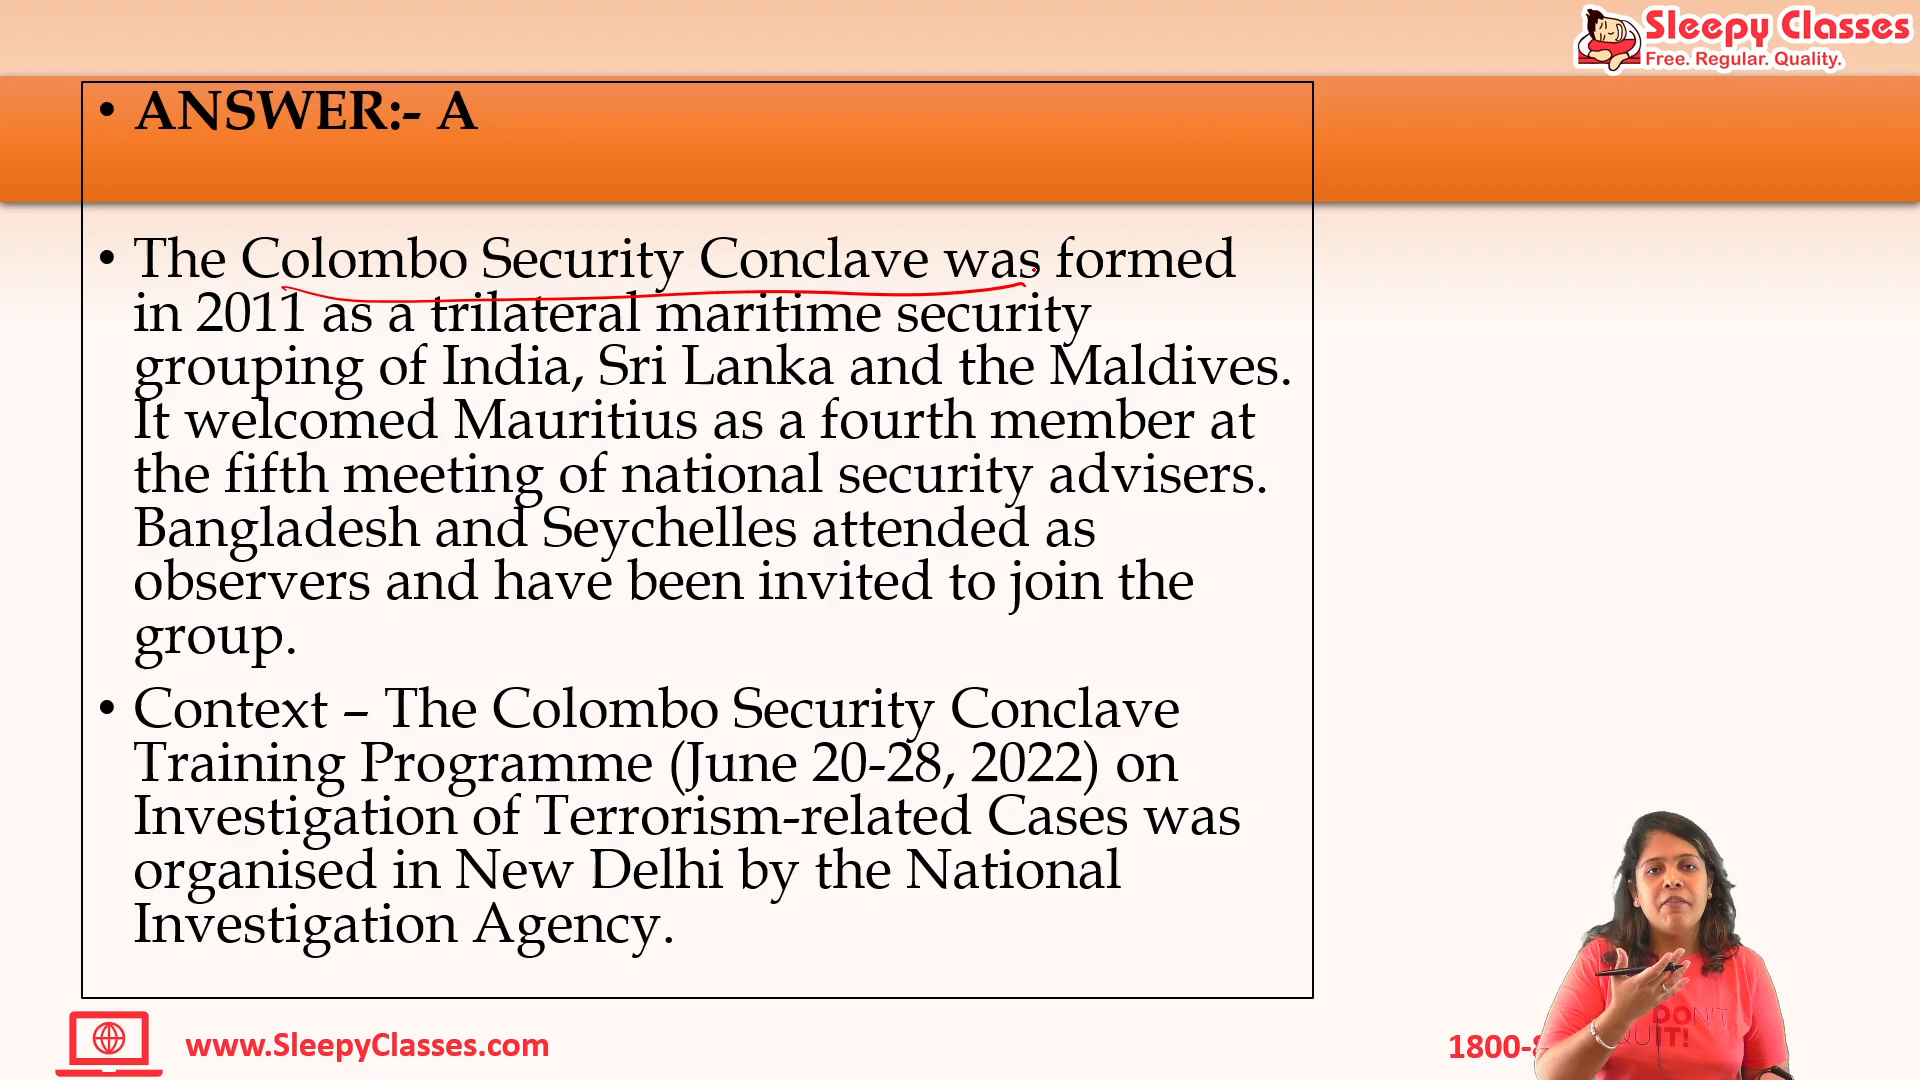 Sleepy Classes
Free. Regular. Quality.
• ANSWER:- A
• The Colombo Security Conclave was formed
in 2011 as a trilateral maritime security
grouping of India, Sri Lanka and the Maldives.
It welcomed Mauritius as a fourth member at
the fifth meeting of national security advisers.
Bangladesh and Seychelles attended as
observers and have been invited to join the
group.
• Context – The Colombo Security Conclave
Training Programme (June 20-28, 2022) on
Investigation of Terrorism-related Cases was
organised in New Delhi by the National
Investigation Agency.
DON'T
QUIT!
www.SleepyClasses.com
1800-